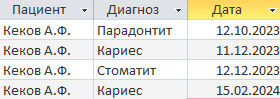 Пациент Диагноз Дата
Кеков А.Ф. Парадонтит 12.10.2023
Кеков А.Ф. Кариес 11.12.2023
Кеков А.Ф. Стоматит 12.12.2023
Кеков А.Ф. Кариес 15.02.2024